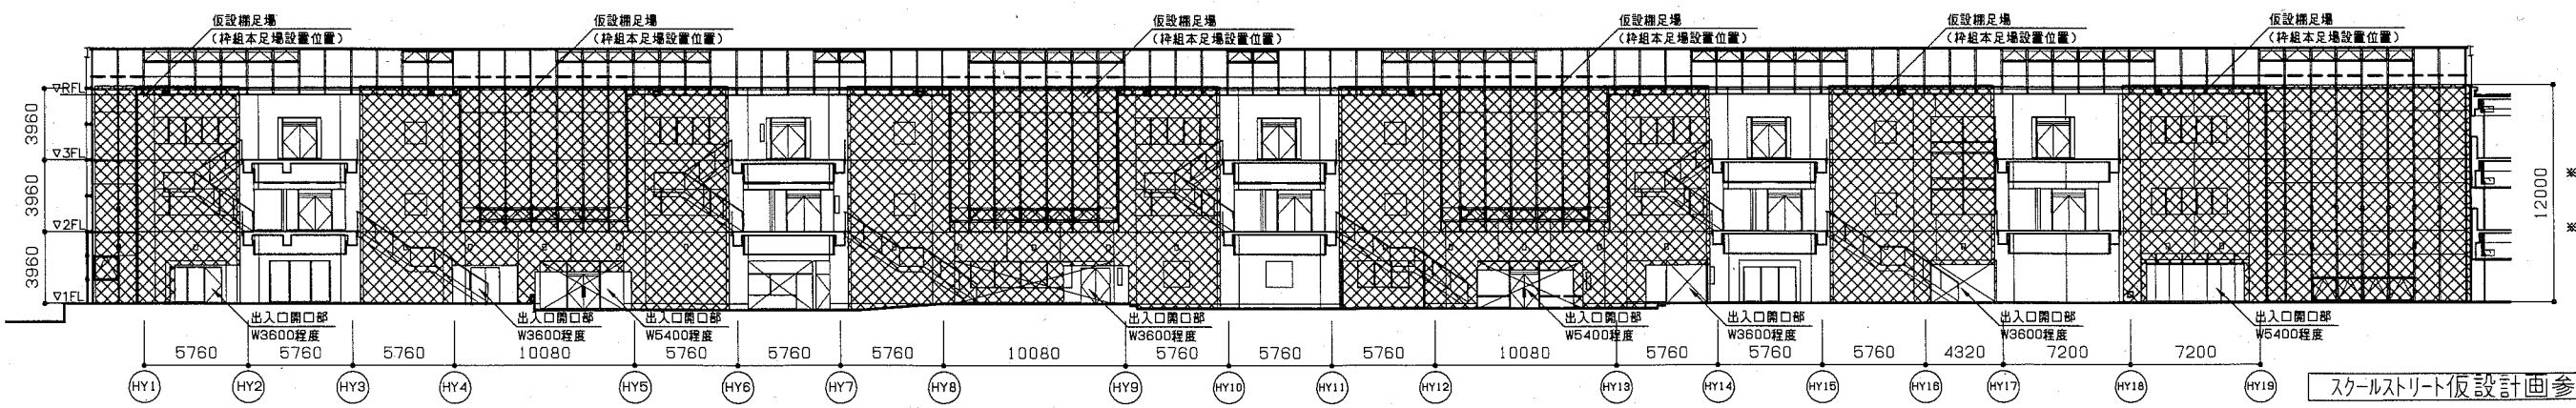 仮設棚足場
(枠組本足場設置位置)
仮設棚足場
(枠組本足場設置位置)
仮設棚足場
(枠組本足場設置位置)
仮設棚足場
(枠組本足場設置位置)
仮設棚足場
(枠組本足場設置位置)
仮設棚足場
(枠組本足場設置位置)
▽RFL
3960
▽3FL
3960
▽2FL
3960
▽1FL
12000
※
※
出入口開口部
W3600程度
出入口開口部
W3600程度
出入口開口部
W5400程度
出入口開口部
W3600程度
出入口開口部
W5400程度
出入口開口部
W3600程度
出入口開口部
W3600程度
出入口開口部
W5400程度
5760 5760 5760 10080 5760 5760 5760 10080 5760 5760 5760 10080 5760 5760 5760 4320 7200 7200
HY1 HY2 HY3 HY4 HY5 HY6 HY7 HY8 HY9 HY10 HY11 HY12 HY13 HY14 HY15 HY16 HY17 HY18 HY19
スクールストリート仮設計画参